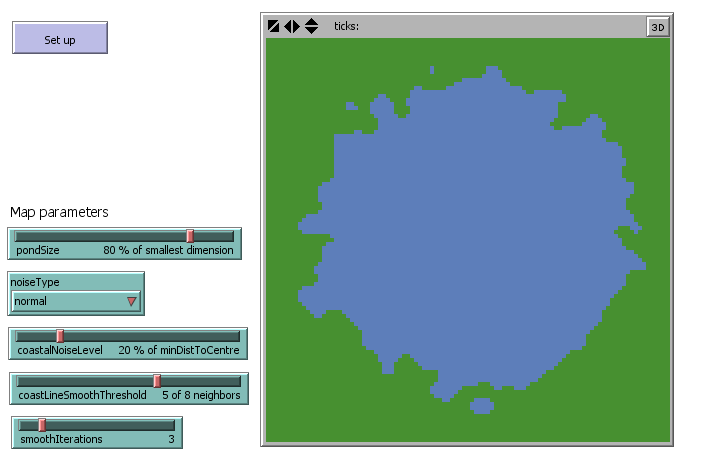 Set up
ticks:
3D
Map parameters
pondSize 80 % of smallest dimension
noiseType
normal
coastalNoiseLevel 20 % of minDistToCentre
coastLineSmoothThreshold 5 of 8 neighbors
smoothIterations 3